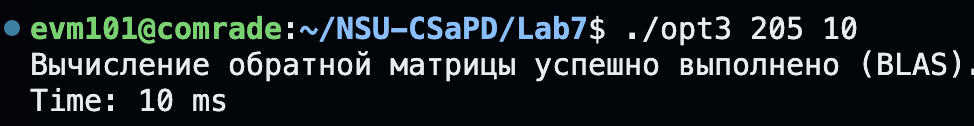 evm101@comrade:~/NSU-CSaPD/Lab7$ ./opt3 205 10
Вычисление обратной матрицы успешно выполнено (BLAS).
Time: 10 ms